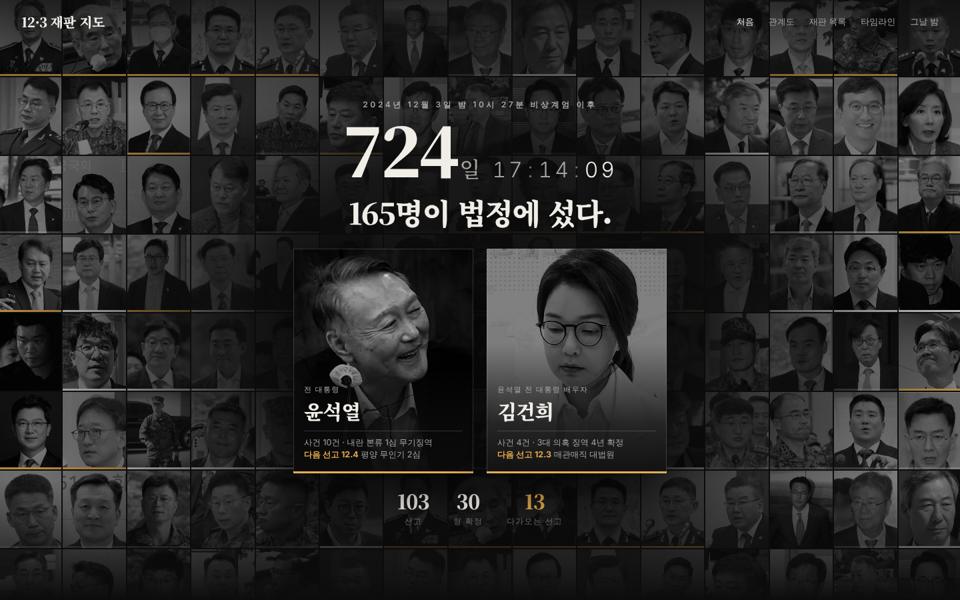 12·3 재판 지도
처음 관계도 재판 목록 타임라인 그날 밤
2024년 12월 3일 밤 10시 27분 비상계엄 이후
724일 17:14:09
165명이 법정에 섰다.
전 대통령
윤석열
사건 10건 · 내란 본류 1심 무기징역
다음 선고 12.4 평양 무인기 2심
윤석열 전 대통령 배우자
김건희
사건 4건 · 3대 의혹 징역 4년 확정
다음 선고 12.3 매관매직 대법원
103 30 13
선고 형 확정 다가오는 선고